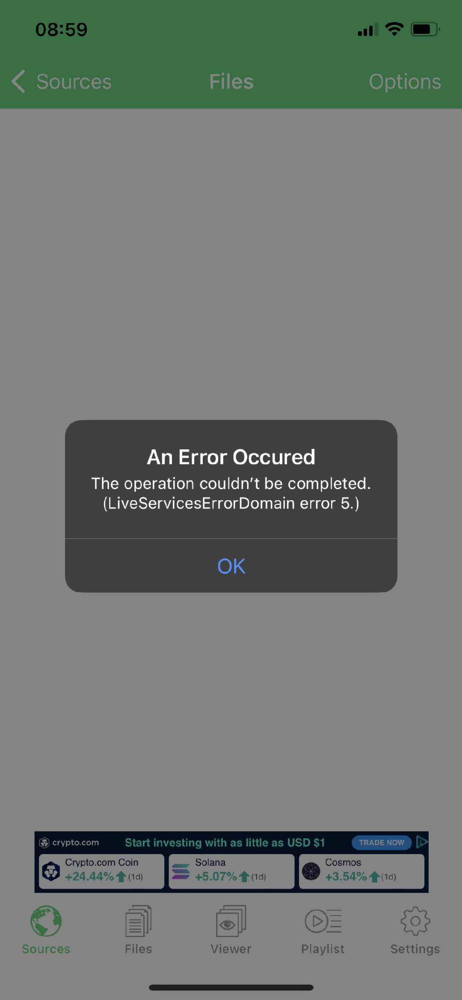 08:59
Sources Files Options
An Error Occured
The operation couldn’t be completed.
(LiveServicesErrorDomain error 5.)
OK
crypto.com Start investing with as little as USD $1 TRADE NOW
Crypto.com Coin Solana Cosmos
+24.44% (1d) +5.07% (1d) +3.54% (1d)
Sources Files Viewer Playlist Settings